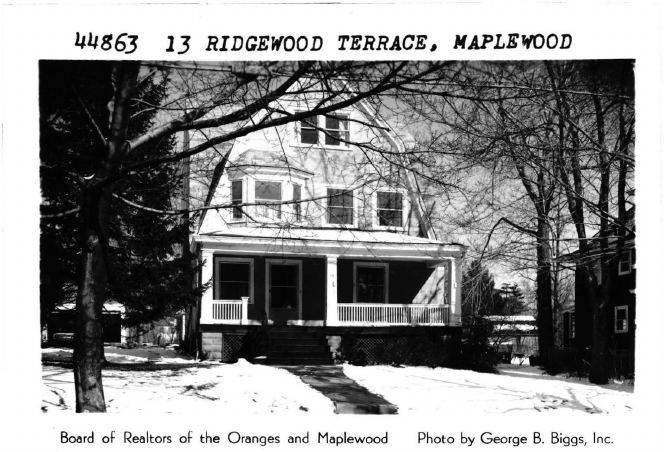 44863 13 RIDGEWOOD TERRACE, MAPLEWOOD
Board of Realtors of the Oranges and Maplewood Photo by George B. Biggs, Inc.